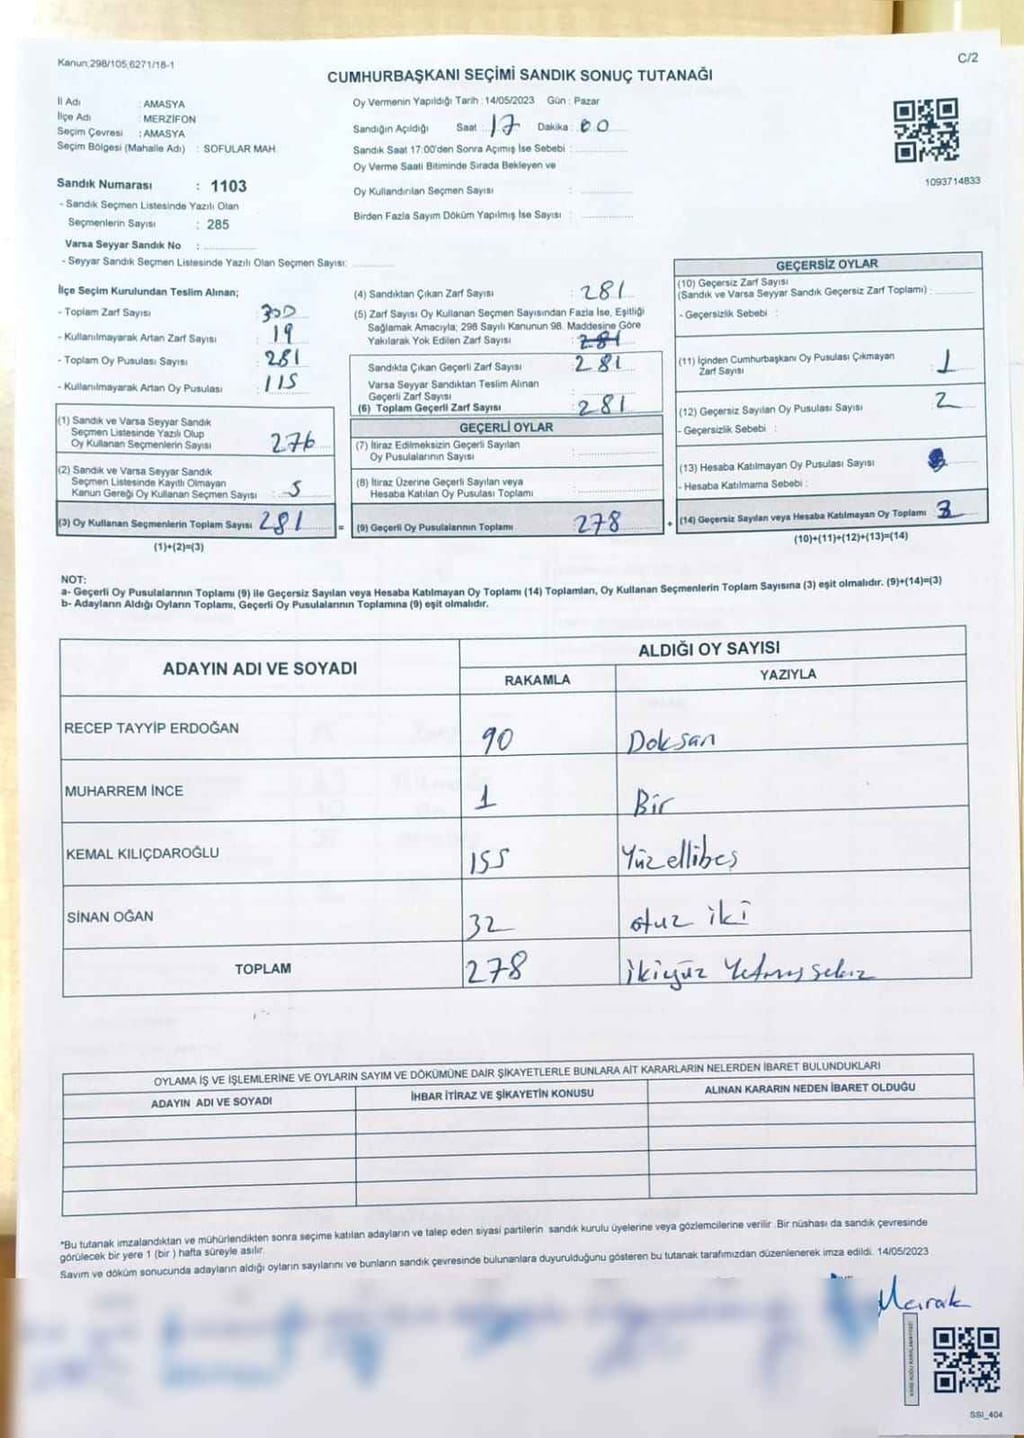 Kanun;298/105,6271/18-1
C/2
CUMHURBAŞKANI SEÇİMİ SANDIK SONUÇ TUTANAĞI
İl Adı : AMASYA
İlçe Adı : MERZİFON
Seçim Çevresi : AMASYA
Seçim Bölgesi (Mahalle Adı) : SOFULAR MAH.
Sandık Numarası : 1103
- Sandık Seçmen Listesinde Yazılı Olan
Seçmenlerin Sayısı : 285
Varsa Seyyar Sandık No :
- Seyyar Sandık Seçmen Listesinde Yazılı Olan Seçmen Sayısı:
Oy Vermenin Yapıldığı Tarih : 14/05/2023 Gün : Pazar
Sandığın Açıldığı Saat : 17 Dakika : 00
Sandık Saat 17:00'den Sonra Açımış İse Sebebi :
Oy Verme Saati Bitiminde Sırada Bekleyen ve
Oy Kullandırılan Seçmen Sayısı :
Birden Fazla Sayım Döküm Yapılmış İse Sayısı :
1093714833
İlçe Seçim Kurulundan Teslim Alınan;
- Toplam Zarf Sayısı : 300
- Kullanılmayarak Artan Zarf Sayısı : 19
- Toplam Oy Pusulası Sayısı : 281
- Kullanılmayarak Artan Oy Pusulası : 115
(1) Sandık ve Varsa Seyyar Sandık
Seçmen Listesinde Yazılı Olup
Oy Kullanan Seçmenlerin Sayısı 276
(2) Sandık ve Varsa Seyyar Sandık
Seçmen Listesinde Kayıtlı Olmayan
Kanun Gereği Oy Kullanan Seçmen Sayısı : 5
(3) Oy Kullanan Seçmenlerin Toplam Sayısı 281
(1)+(2)=(3)
(4) Sandıktan Çıkan Zarf Sayısı : 281
(5) Zarf Sayısı Oy Kullanan Seçmen Sayısından Fazla İse, Eşitliği
Sağlamak Amacıyla; 298 Sayılı Kanunun 98. Maddesine Göre
Yakılarak Yok Edilen Zarf Sayısı : 281
Sandıkta Çıkan Geçerli Zarf Sayısı : 281
Varsa Seyyar Sandıktan Teslim Alınan
Geçerli Zarf Sayısı
(6) Toplam Geçerli Zarf Sayısı : 281
GEÇERLİ OYLAR
(7) İtiraz Edilmeksizin Geçerli Sayılan
Oy Pusulalarının Sayısı :
(8) İtiraz Üzerine Geçerli Sayılan veya
Hesaba Katılan Oy Pusulası Toplamı :
= (9) Geçerli Oy Pusulalarının Toplamı 278
GEÇERSİZ OYLAR
(10) Geçersiz Zarf Sayısı
(Sandık ve Varsa Seyyar Sandık Geçersiz Zarf Toplamı) :
- Geçersizlik Sebebi :
(11) İçinden Cumhurbaşkanı Oy Pusulası Çıkmayan
Zarf Sayısı 1
(12) Geçersiz Sayılan Oy Pusulası Sayısı 2
- Geçersizlik Sebebi :
(13) Hesaba Katılmayan Oy Pusulası Sayısı
- Hesaba Katılmama Sebebi :
+ (14) Geçersiz Sayılan veya Hesaba Katılmayan Oy Toplamı 3
(10)+(11)+(12)+(13)=(14)
NOT:
a- Geçerli Oy Pusulalarının Toplamı (9) ile Geçersiz Sayılan veya Hesaba Katılmayan Oy Toplamı (14) Toplamları, Oy Kullanan Seçmenlerin Toplam Sayısına (3) eşit olmalıdır. (9)+(14)=(3)
b- Adayların Aldığı Oyların Toplamı, Geçerli Oy Pusulalarının Toplamına (9) eşit olmalıdır.
ADAYIN ADI VE SOYADI
ALDIĞI OY SAYISI
RAKAMLA YAZIYLA
RECEP TAYYİP ERDOĞAN 90 Doksan
MUHARREM İNCE 1 Bir
KEMAL KILIÇDAROĞLU 155 Yüzellibeş
SİNAN OĞAN 32 otuz iki
TOPLAM 278 İkiyüz Yetmişsekiz
OYLAMA İŞ VE İŞLEMLERİNE VE OYLARIN SAYIM VE DÖKÜMÜNE DAİR ŞİKAYETLERLE BUNLARA AİT KARARLARIN NELERDEN İBARET BULUNDUKLARI
ADAYIN ADI VE SOYADI İHBAR İTİRAZ VE ŞİKAYETİN KONUSU ALINAN KARARIN NEDEN İBARET OLDUĞU
*Bu tutanak imzalandıktan ve mühürlendikten sonra seçime katılan adayların ve talep eden siyasi partilerin sandık kurulu üyelerine veya gözlemcilerine verilir .Bir nüshası da sandık çevresinde
görülecek bir yere 1 (bir ) hafta süreyle asılır.
Sayım ve döküm sonucunda adayların aldığı oyların sayılarını ve bunların sandık çevresinde bulunanlara duyurulduğunu gösteren bu tutanak tarafımızdan düzenlenerek imza edildi. 14/05/2023
SSI_404